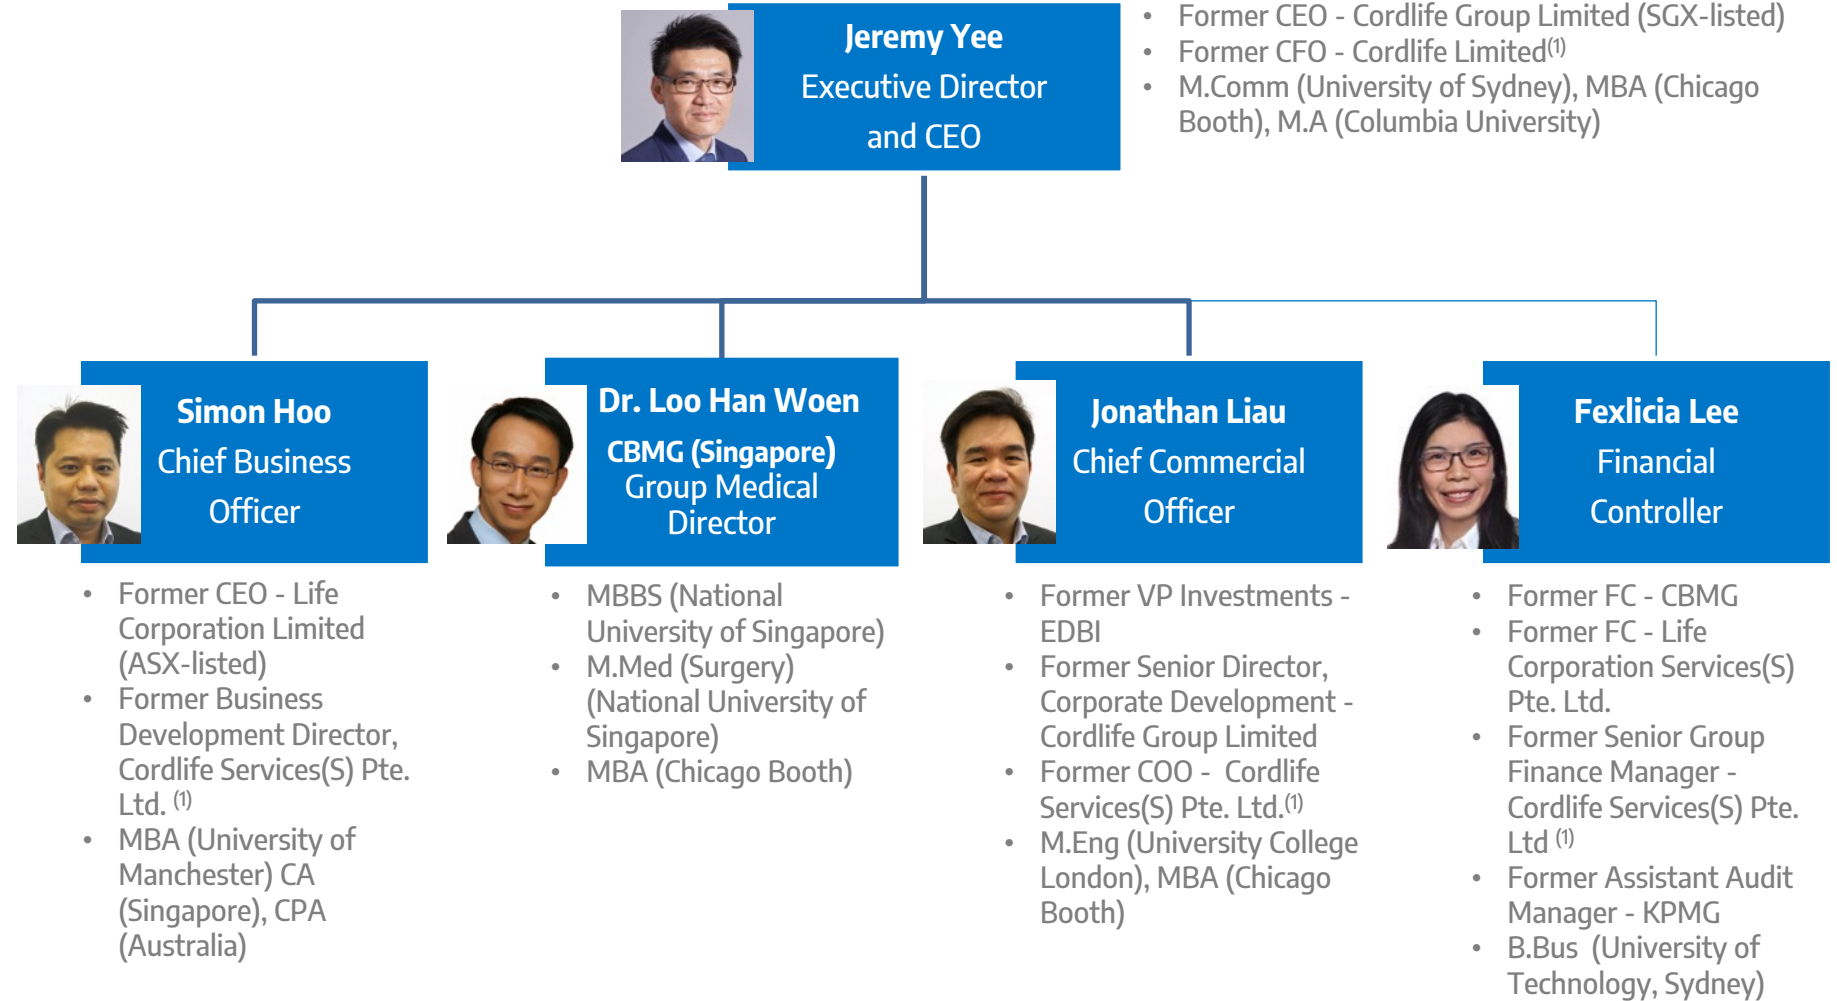 Jeremy Yee
Executive Director
and CEO
• Former CEO - Cordlife Group Limited (SGX-listed)
• Former CFO - Cordlife Limited(1)
• M.Comm (University of Sydney), MBA (Chicago
Booth), M.A (Columbia University)
Simon Hoo
Chief Business
Officer
• Former CEO - Life
Corporation Limited
(ASX-listed)
• Former Business
Development Director,
Cordlife Services(S) Pte.
Ltd. (1)
• MBA (University of
Manchester) CA
(Singapore), CPA
(Australia)
Dr. Loo Han Woen
CBMG (Singapore)
Group Medical
Director
• MBBS (National
University of Singapore)
• M.Med (Surgery)
(National University of
Singapore)
• MBA (Chicago Booth)
Jonathan Liau
Chief Commercial
Officer
• Former VP Investments -
EDBI
• Former Senior Director,
Corporate Development -
Cordlife Group Limited
• Former COO - Cordlife
Services(S) Pte. Ltd.(1)
• M.Eng (University College
London), MBA (Chicago
Booth)
Fexlicia Lee
Financial
Controller
• Former FC - CBMG
• Former FC - Life
Corporation Services(S)
Pte. Ltd.
• Former Senior Group
Finance Manager -
Cordlife Services(S) Pte.
Ltd (1)
• Former Assistant Audit
Manager - KPMG
• B.Bus (University of
Technology, Sydney)